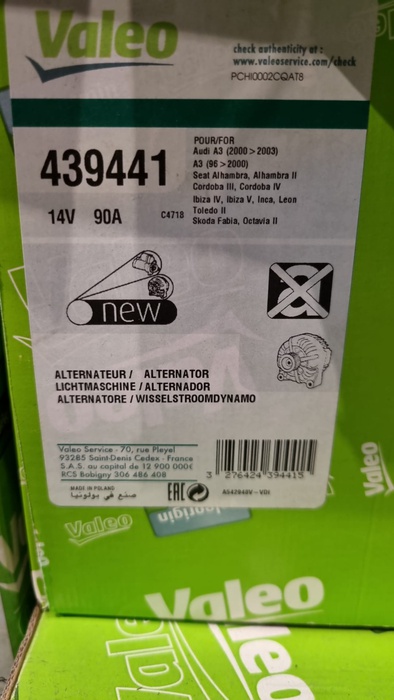 Valeo
check authenticity at :
www.valeoservice.com/check
PCHI0002CQAT8
439441
14V 90A
C4718
POUR/FOR
Audi A3 (2000 > 2003)
A3 (96 > 2000)
Seat Alhambra, Alhambra II
Cordoba III, Cordoba IV
Ibiza IV, Ibiza V, Inca, Leon
Toledo II
Skoda Fabia, Octavia II
new
a
ALTERNATEUR / ALTERNATOR
LICHTMASCHINE / ALTERNADOR
ALTERNATORE / WISSELSTROOMDYNAMO
Valeo Service - 70, rue Pleyel
93285 Saint-Denis Cedex - France
S.A.S. au capital de 12 900 000€
RCS Bobigny 306 486 408
MADE IN POLAND
صنع في بولونيا
EAC
3 276424 394415
Valeo
Valeo
Valeo